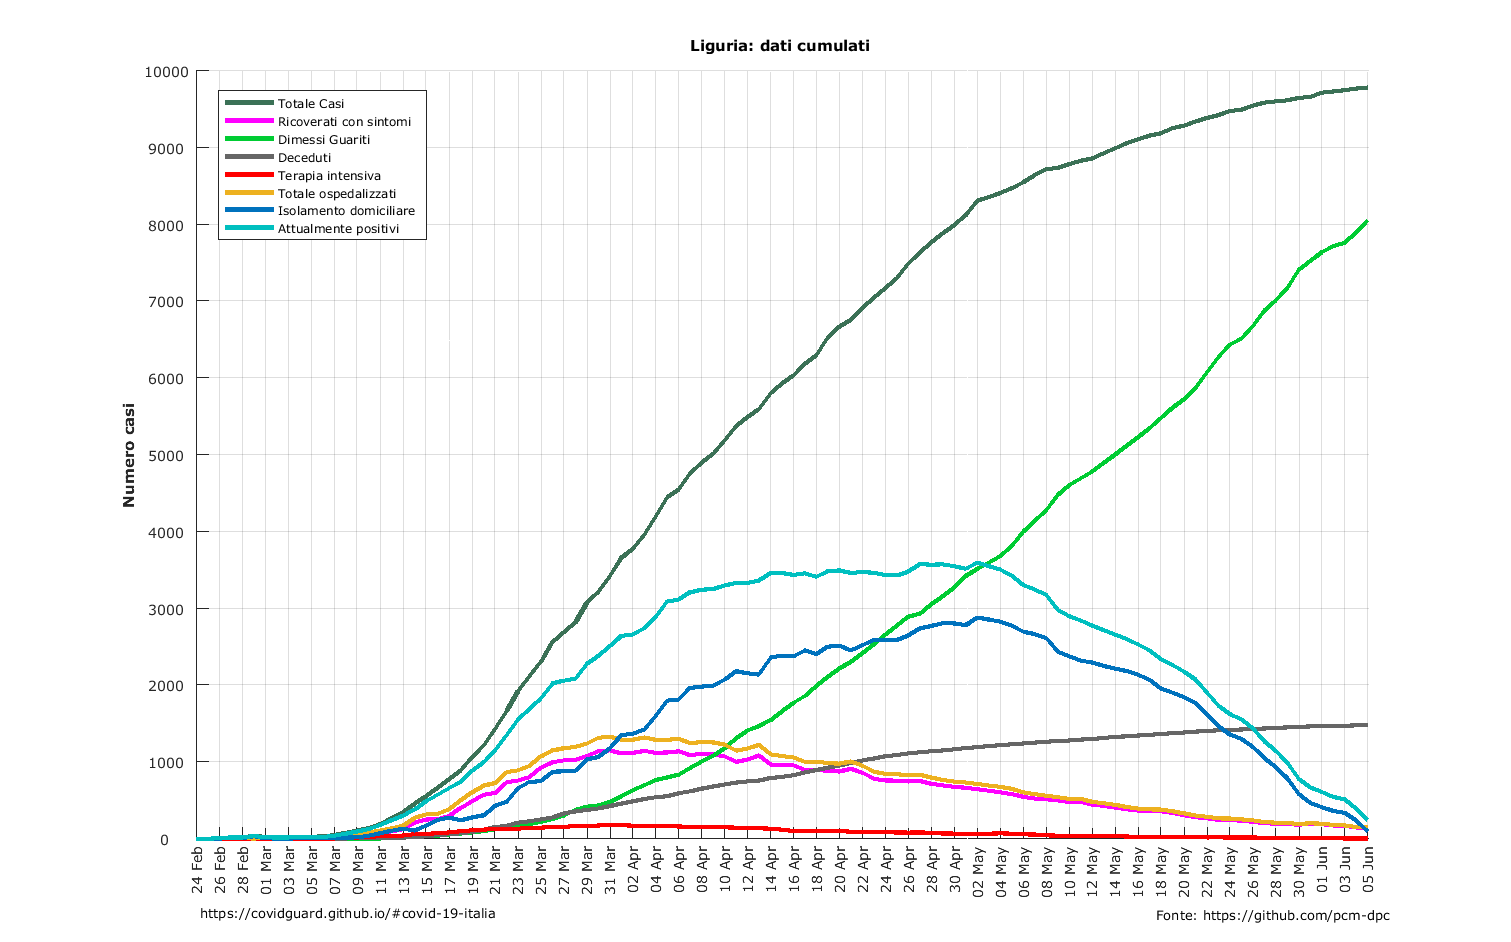 Liguria: dati cumulati
Numero casi
10000
9000
8000
7000
6000
5000
4000
3000
2000
1000
0
Totale Casi
Ricoverati con sintomi
Dimessi Guariti
Deceduti
Terapia intensiva
Totale ospedalizzati
Isolamento domiciliare
Attualmente positivi
24 Feb
26 Feb
28 Feb
01 Mar
03 Mar
05 Mar
07 Mar
09 Mar
11 Mar
13 Mar
15 Mar
17 Mar
19 Mar
21 Mar
23 Mar
25 Mar
27 Mar
29 Mar
31 Mar
02 Apr
04 Apr
06 Apr
08 Apr
10 Apr
12 Apr
14 Apr
16 Apr
18 Apr
20 Apr
22 Apr
24 Apr
26 Apr
28 Apr
30 Apr
02 May
04 May
06 May
08 May
10 May
12 May
14 May
16 May
18 May
20 May
22 May
24 May
26 May
28 May
30 May
01 Jun
03 Jun
05 Jun
https://covidguard.github.io/#covid-19-italia
Fonte: https://github.com/pcm-dpc